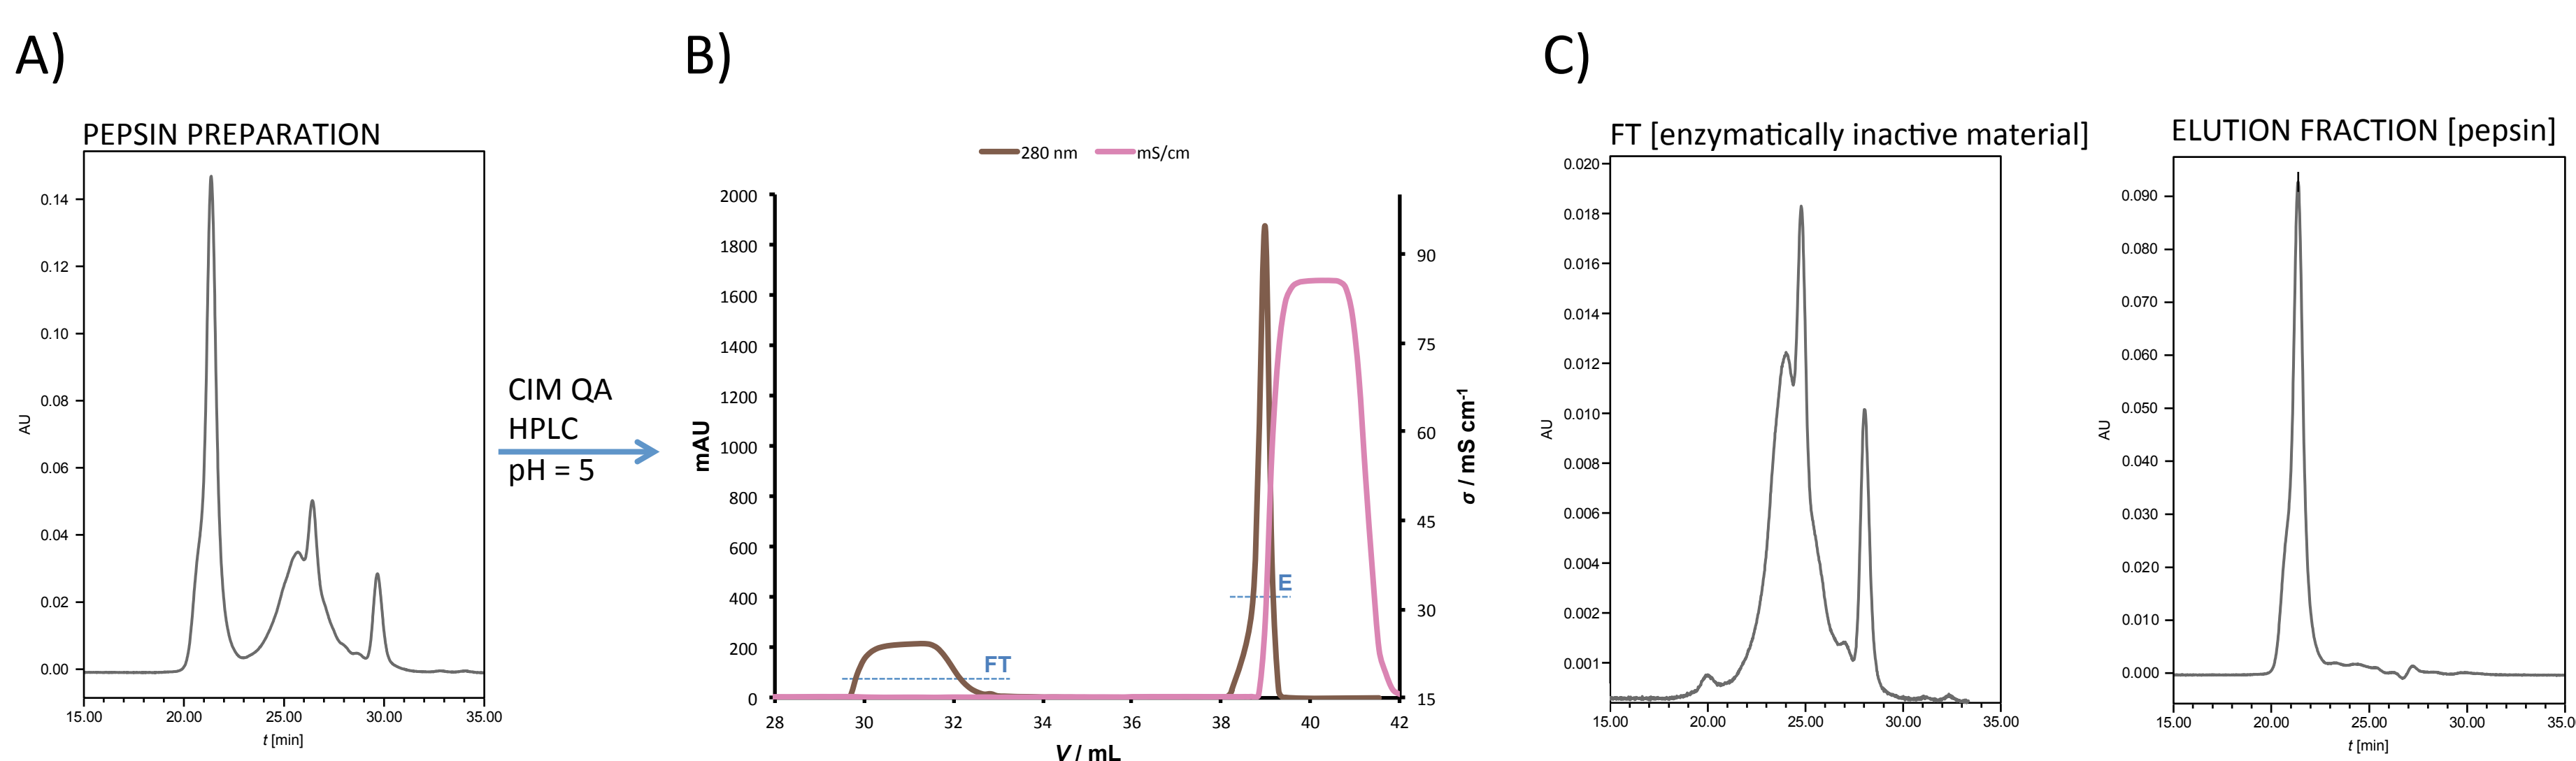 A)
PEPSIN PREPARATION
0.14
0.12
0.10
0.08
0.06
0.04
0.02
0.00
AU
15.00 20.00 25.00 30.00 35.00
t [min]
CIM QA
HPLC
pH = 5
B)
280 nm mS/cm
2000
1800
1600
1400
1200
1000
800
600
400
200
0
mAU
FT
E
90
75
60
45
30
15
σ / mS cm-1
28 30 32 34 36 38 40 42
V / mL
C)
FT [enzymatically inactive material]
0.020
0.018
0.016
0.014
0.012
0.010
0.008
0.006
0.004
0.002
0.001
AU
15.00 20.00 25.00 30.00 35.00
ELUTION FRACTION [pepsin]
0.090
0.080
0.070
0.060
0.050
0.040
0.030
0.020
0.010
0.000
AU
15.00 20.00 25.00 30.00 35.0
t [min]